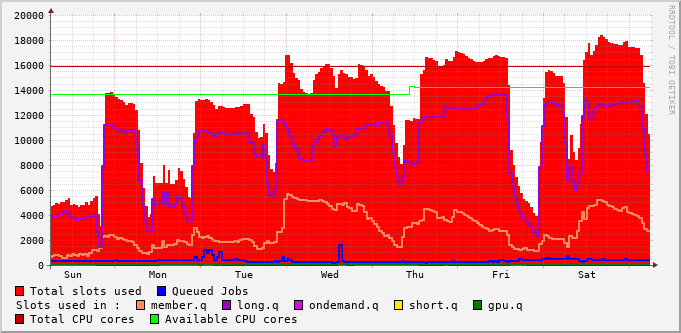 20000
18000
16000
14000
12000
10000
8000
6000
4000
2000
0
Sun Mon Tue Wed Thu Fri Sat
RRDTOOL / TOBI OETIKER
Total slots used Queued Jobs
Slots used in : member.q long.q ondemand.q short.q gpu.q
Total CPU cores Available CPU cores